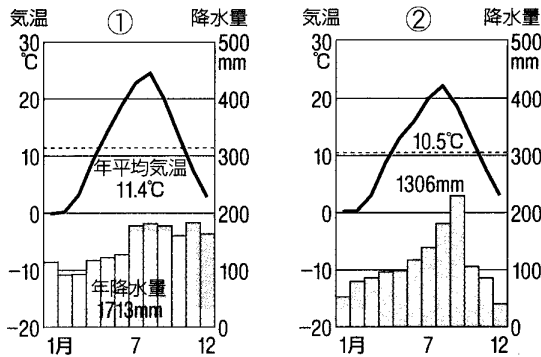 気温 ① 降水量
30 500
℃ mm
20 400
10 300
年平均気温
11.4℃
0 200
−10 100
年降水量
1713mm
−20 0
1月 7 12
気温 ② 降水量
30 500
℃ mm
20 400
10.5℃
10 300
1306mm
0 200
−10 100
−20 0
1月 7 12